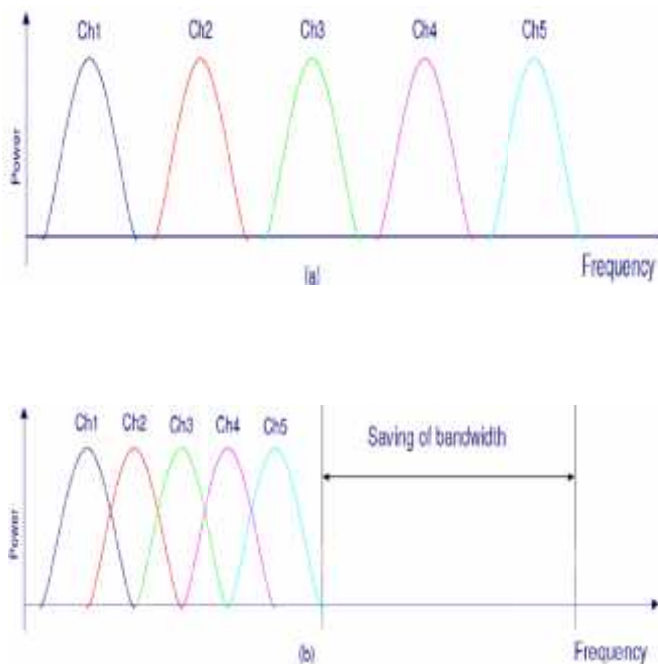 Ch1 Ch2 Ch3 Ch4 Ch5
Power
Frequency
(a)
Ch1 Ch2 Ch3 Ch4 Ch5
Saving of bandwidth
Power
Frequency
(b)